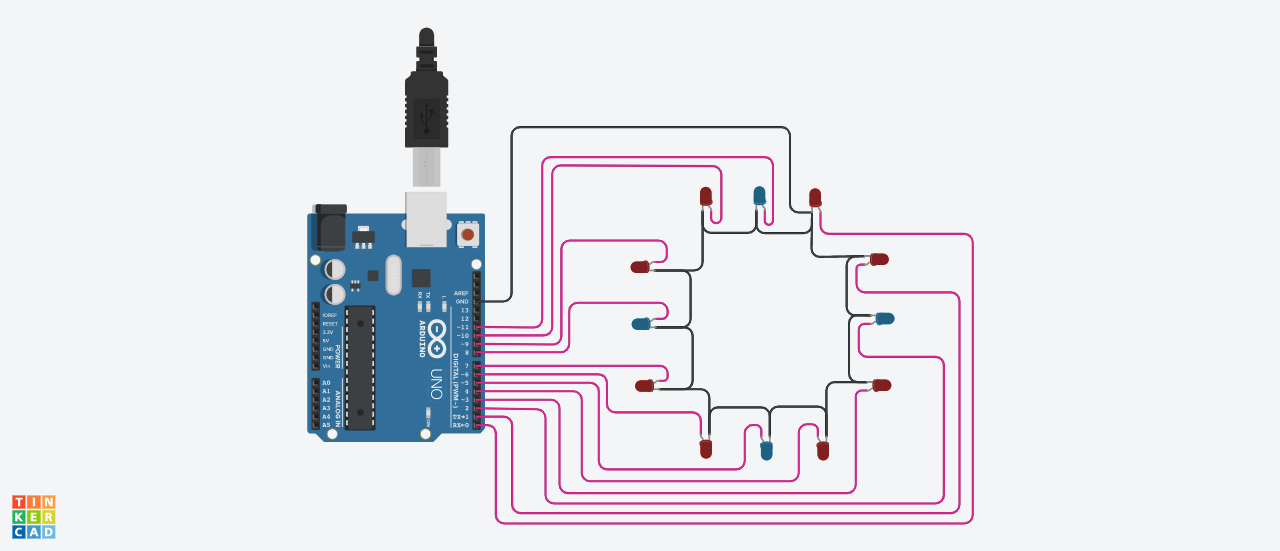 L
TX
RX
AREF
GND
13
12
~11
~10
~9
8
7
~6
~5
4
~3
2
TX→1
RX←0
DIGITAL (PWM~)
ARDUINO
UNO
ON
IOREF
RESET
3.3V
5V
GND
GND
Vin
POWER
A0
A1
A2
A3
A4
A5
ANALOG IN
TIN
KER
CAD